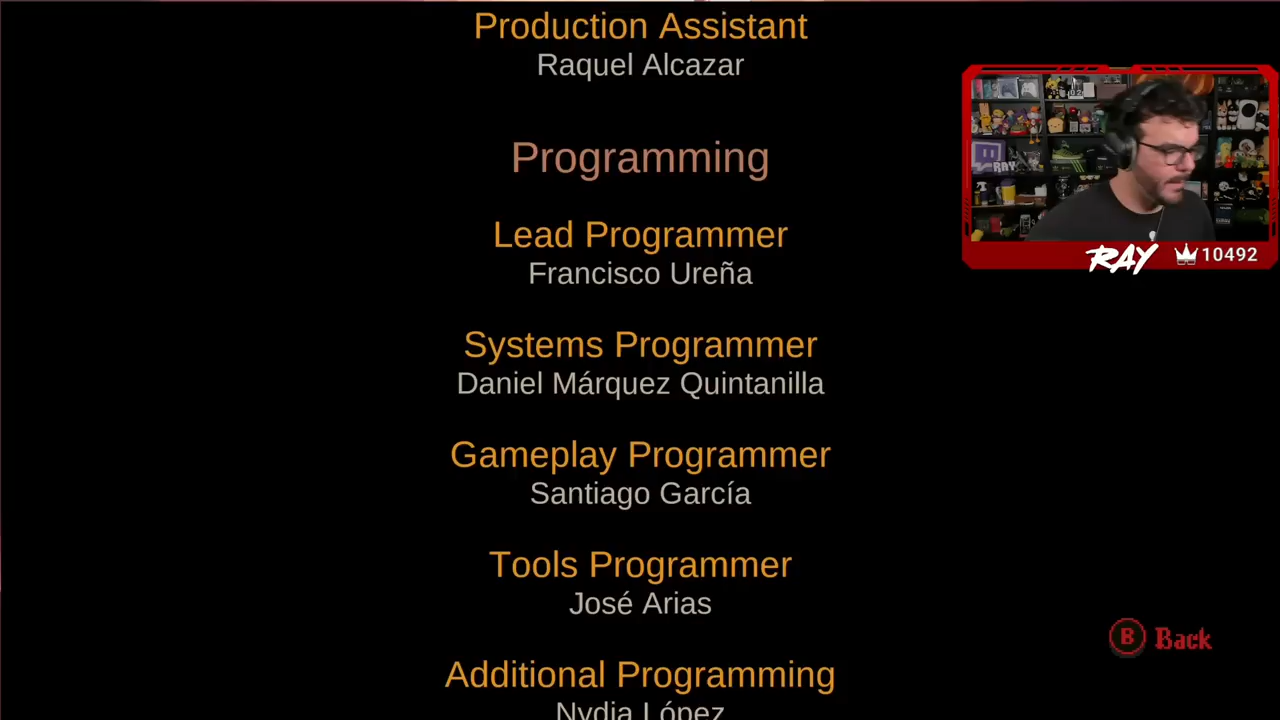 Production Assistant
Raquel Alcazar
Programming
Lead Programmer
Francisco Ureña
RAY
10492
Systems Programmer
Daniel Márquez Quintanilla
Gameplay Programmer
Santiago García
Tools Programmer
José Arias
B Back
Additional Programming
Nydia López